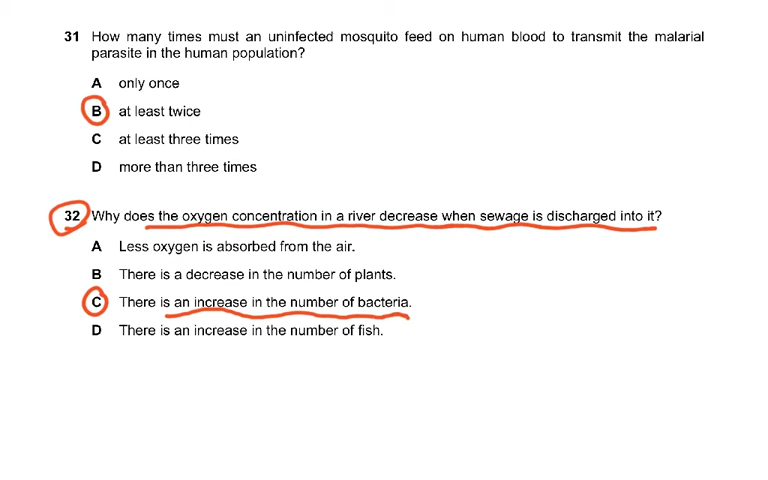 31 How many times must an uninfected mosquito feed on human blood to transmit the malarial
parasite in the human population?
A only once
B at least twice
C at least three times
D more than three times
32 Why does the oxygen concentration in a river decrease when sewage is discharged into it?
A Less oxygen is absorbed from the air.
B There is a decrease in the number of plants.
C There is an increase in the number of bacteria.
D There is an increase in the number of fish.